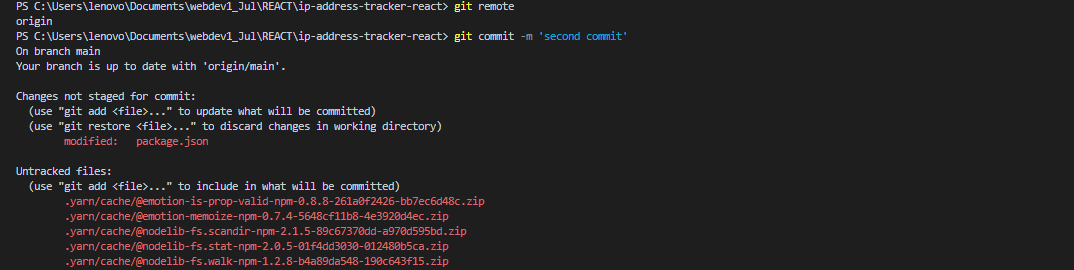 PS C:\Users\lenovo\Documents\webdev1_Jul\REACT\ip-address-tracker-react> git remote
origin
PS C:\Users\lenovo\Documents\webdev1_Jul\REACT\ip-address-tracker-react> git commit -m 'second commit'
On branch main
Your branch is up to date with 'origin/main'.
Changes not staged for commit:
(use "git add <file>..." to update what will be committed)
(use "git restore <file>..." to discard changes in working directory)
modified: package.json
Untracked files:
(use "git add <file>..." to include in what will be committed)
.yarn/cache/@emotion-is-prop-valid-npm-0.8.8-261a0f2426-bb7ec6d48c.zip
.yarn/cache/@emotion-memoize-npm-0.7.4-5648cf11b8-4e3920d4ec.zip
.yarn/cache/@nodelib-fs.scandir-npm-2.1.5-89c67370dd-a970d595bd.zip
.yarn/cache/@nodelib-fs.stat-npm-2.0.5-01f4dd3030-012480b5ca.zip
.yarn/cache/@nodelib-fs.walk-npm-1.2.8-b4a89da548-190c643f15.zip